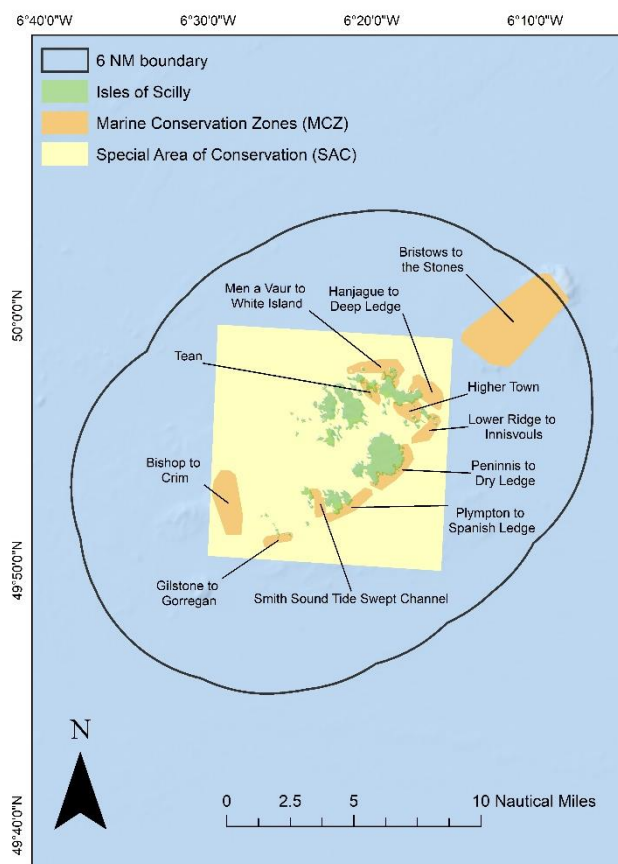 6°40'0"W
6°30'0"W
6°20'0"W
6°10'0"W
6 NM boundary
Isles of Scilly
Marine Conservation Zones (MCZ)
Special Area of Conservation (SAC)
Bristows to
the Stones
Men a Vaur to
White Island
Hanjague to
Deep Ledge
50°0'0"N
Tean
Higher Town
Lower Ridge to
Innisvouls
Bishop to
Crim
Peninnis to
Dry Ledge
Plympton to
Spanish Ledge
49°50'0"N
Gilstone to
Gorregan
Smith Sound Tide Swept Channel
N
49°40'0"N
0
2.5
5
10 Nautical Miles